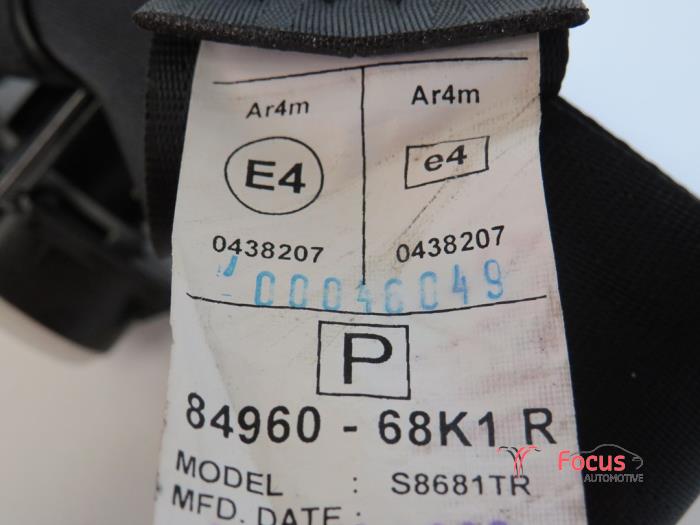 Ar4m Ar4m
E4 e4
0438207 0438207
00046049
P
84960 - 68K1 R
MODEL : S8681TR
MFD. DATE :
Focus
AUTOMOTIVE